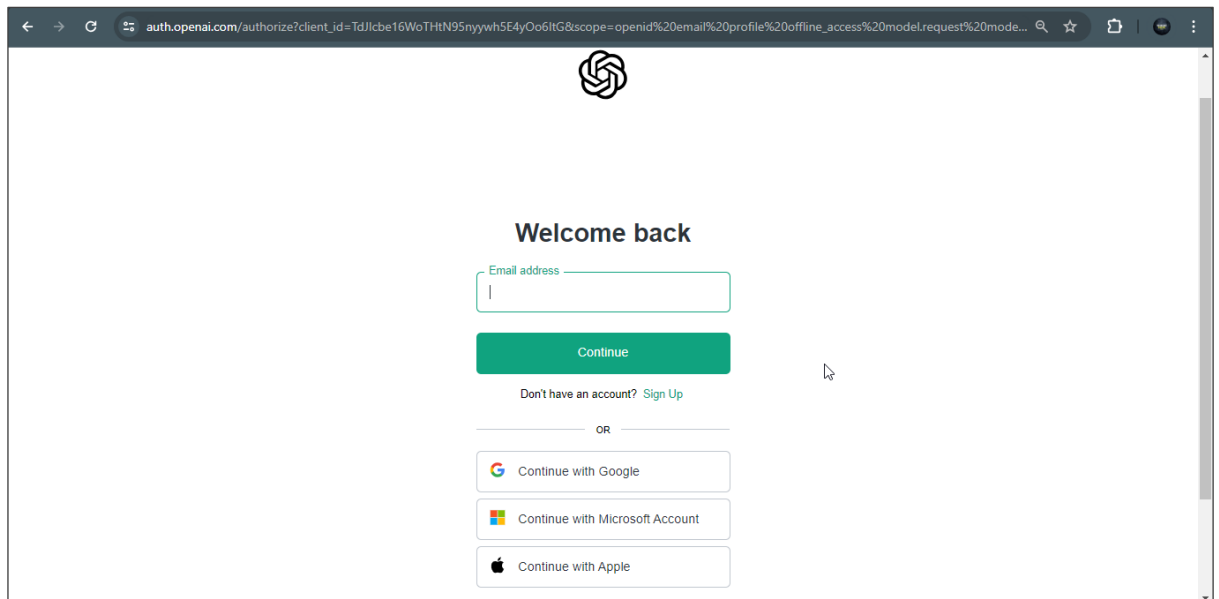 auth.openai.com/authorize?client_id=TdJIcbe16WoTHtN95nyywh5E4yOo6ItG&scope=openid%20email%20profile%20offline_access%20model.request%20mode...
Welcome back
Email address
Continue
Don't have an account? Sign Up
OR
Continue with Google
Continue with Microsoft Account
Continue with Apple